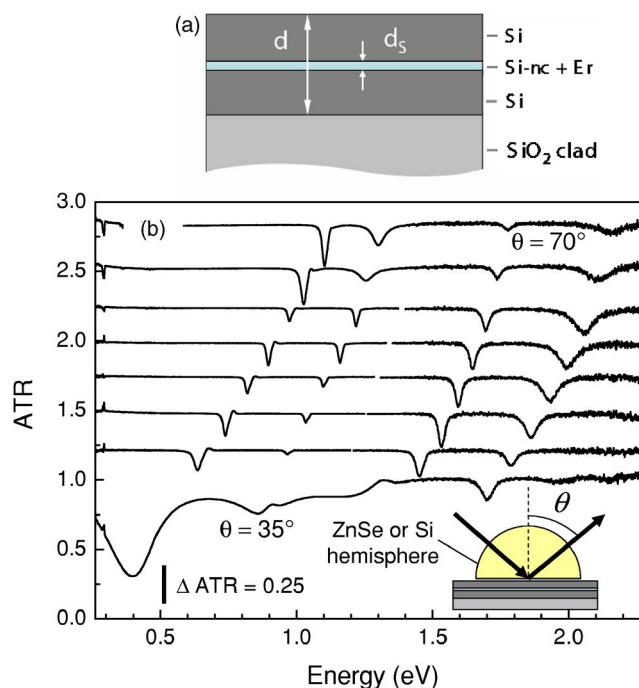 (a)
d
d_S
Si
Si-nc + Er
Si
SiO₂ clad
(b)
3.0
2.5
2.0
1.5
1.0
0.5
0.0
ATR
θ = 70°
θ = 35°
Δ ATR = 0.25
θ
ZnSe or Si
hemisphere
0.5 1.0 1.5 2.0
Energy (eV)